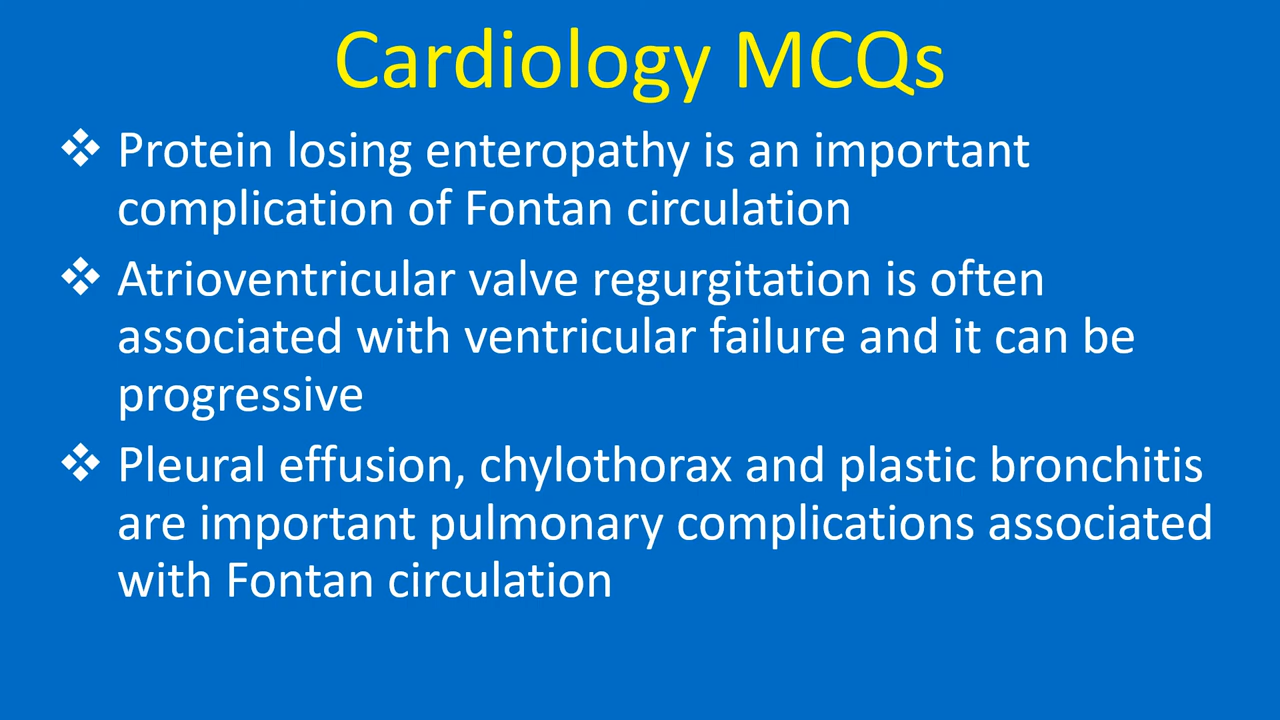 Cardiology MCQs
❖ Protein losing enteropathy is an important
complication of Fontan circulation
❖ Atrioventricular valve regurgitation is often
associated with ventricular failure and it can be
progressive
❖ Pleural effusion, chylothorax and plastic bronchitis
are important pulmonary complications associated
with Fontan circulation